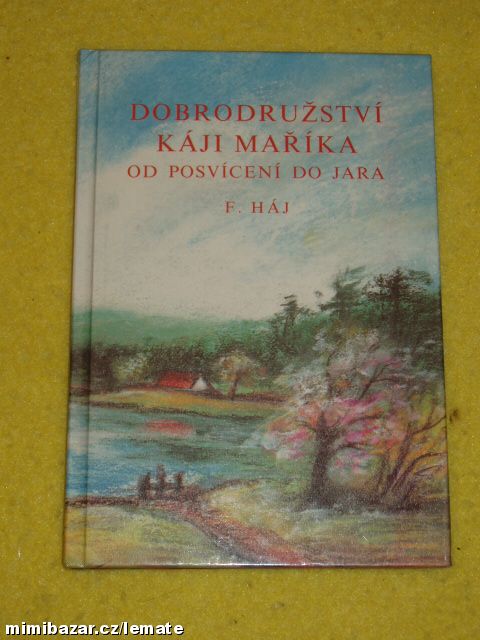 DOBRODRUŽSTVÍ
KÁJI MAŘÍKA
OD POSVÍCENÍ DO JARA
F. HÁJ
mimibazar.cz/lemate